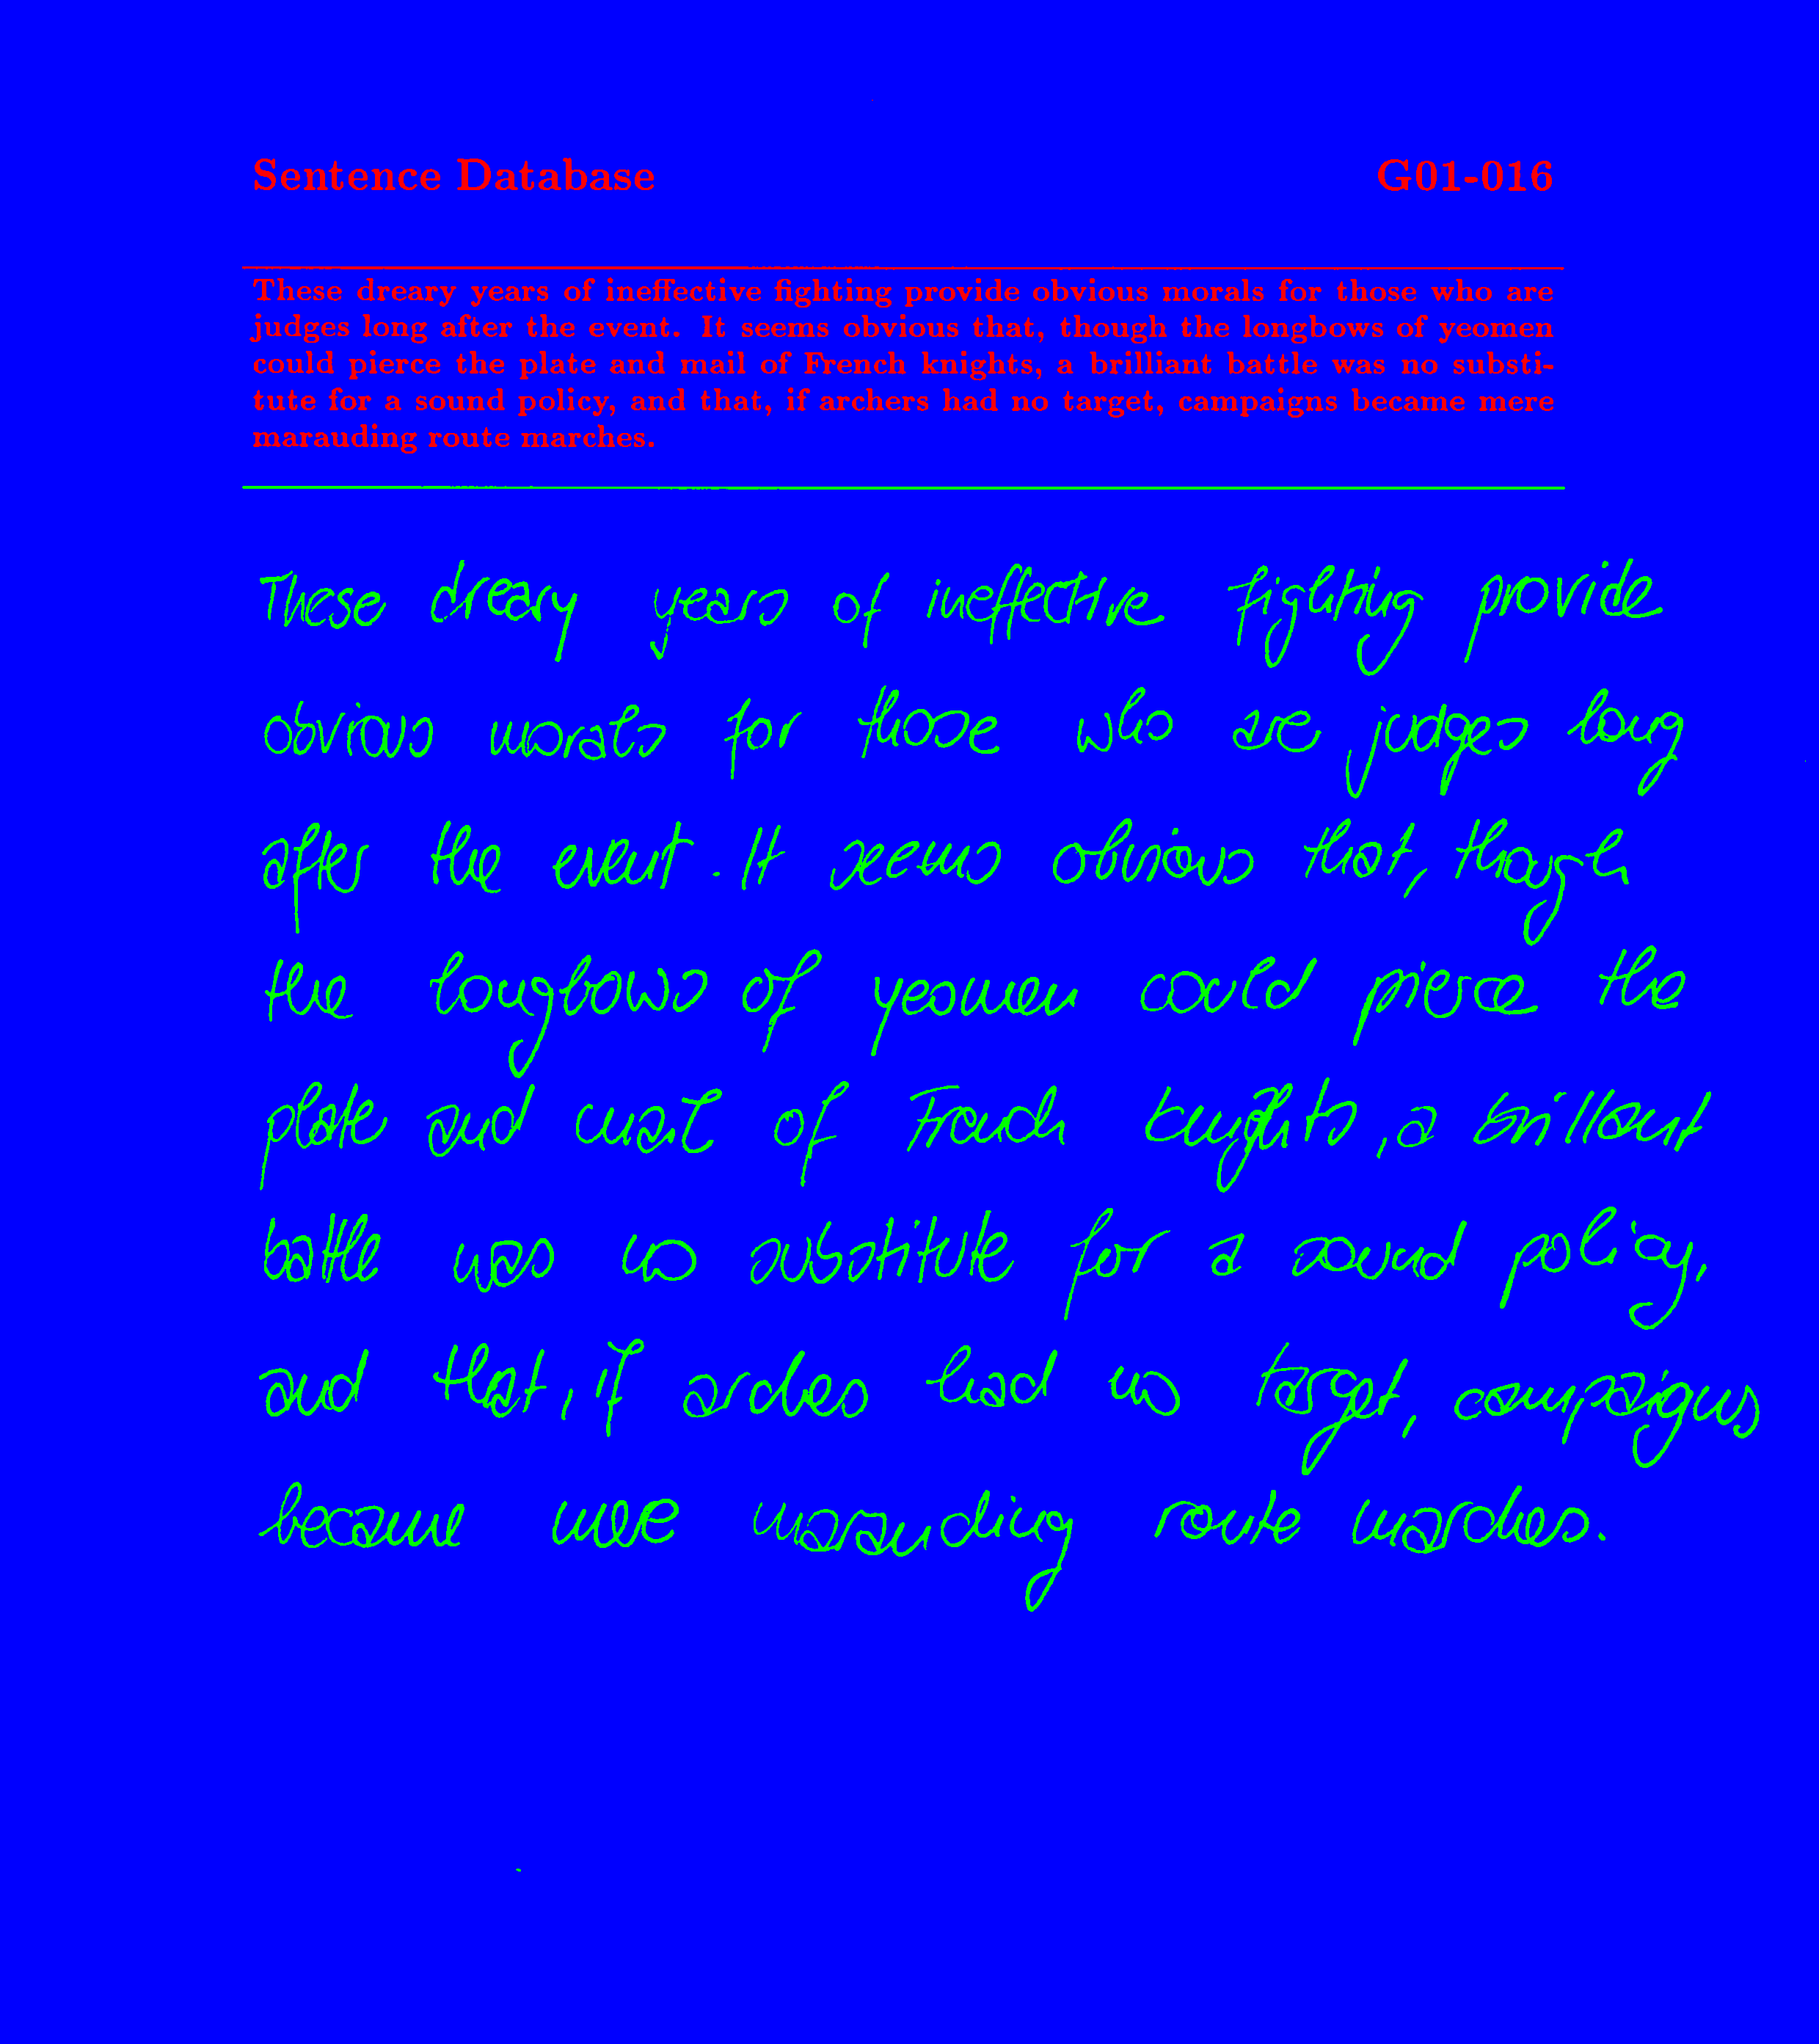 Sentence Database G01-016
These dreary years of ineffective fighting provide obvious morals for those who are
judges long after the event. It seems obvious that, though the longbows of yeomen
could pierce the plate and mail of French knights, a brilliant battle was no substi-
tute for a sound policy, and that, if archers had no target, campaigns became mere
marauding route marches.
These dreary years of ineffective fighting provide
obvious morals for those who are judges long
after the event. It seems obvious that, though
the longbows of yeomen could pierce the
plate and mail of French knights, a brilliant
battle was no substitute for a sound policy,
and that, if archers had no target, campaigns
became mere marauding route marches.